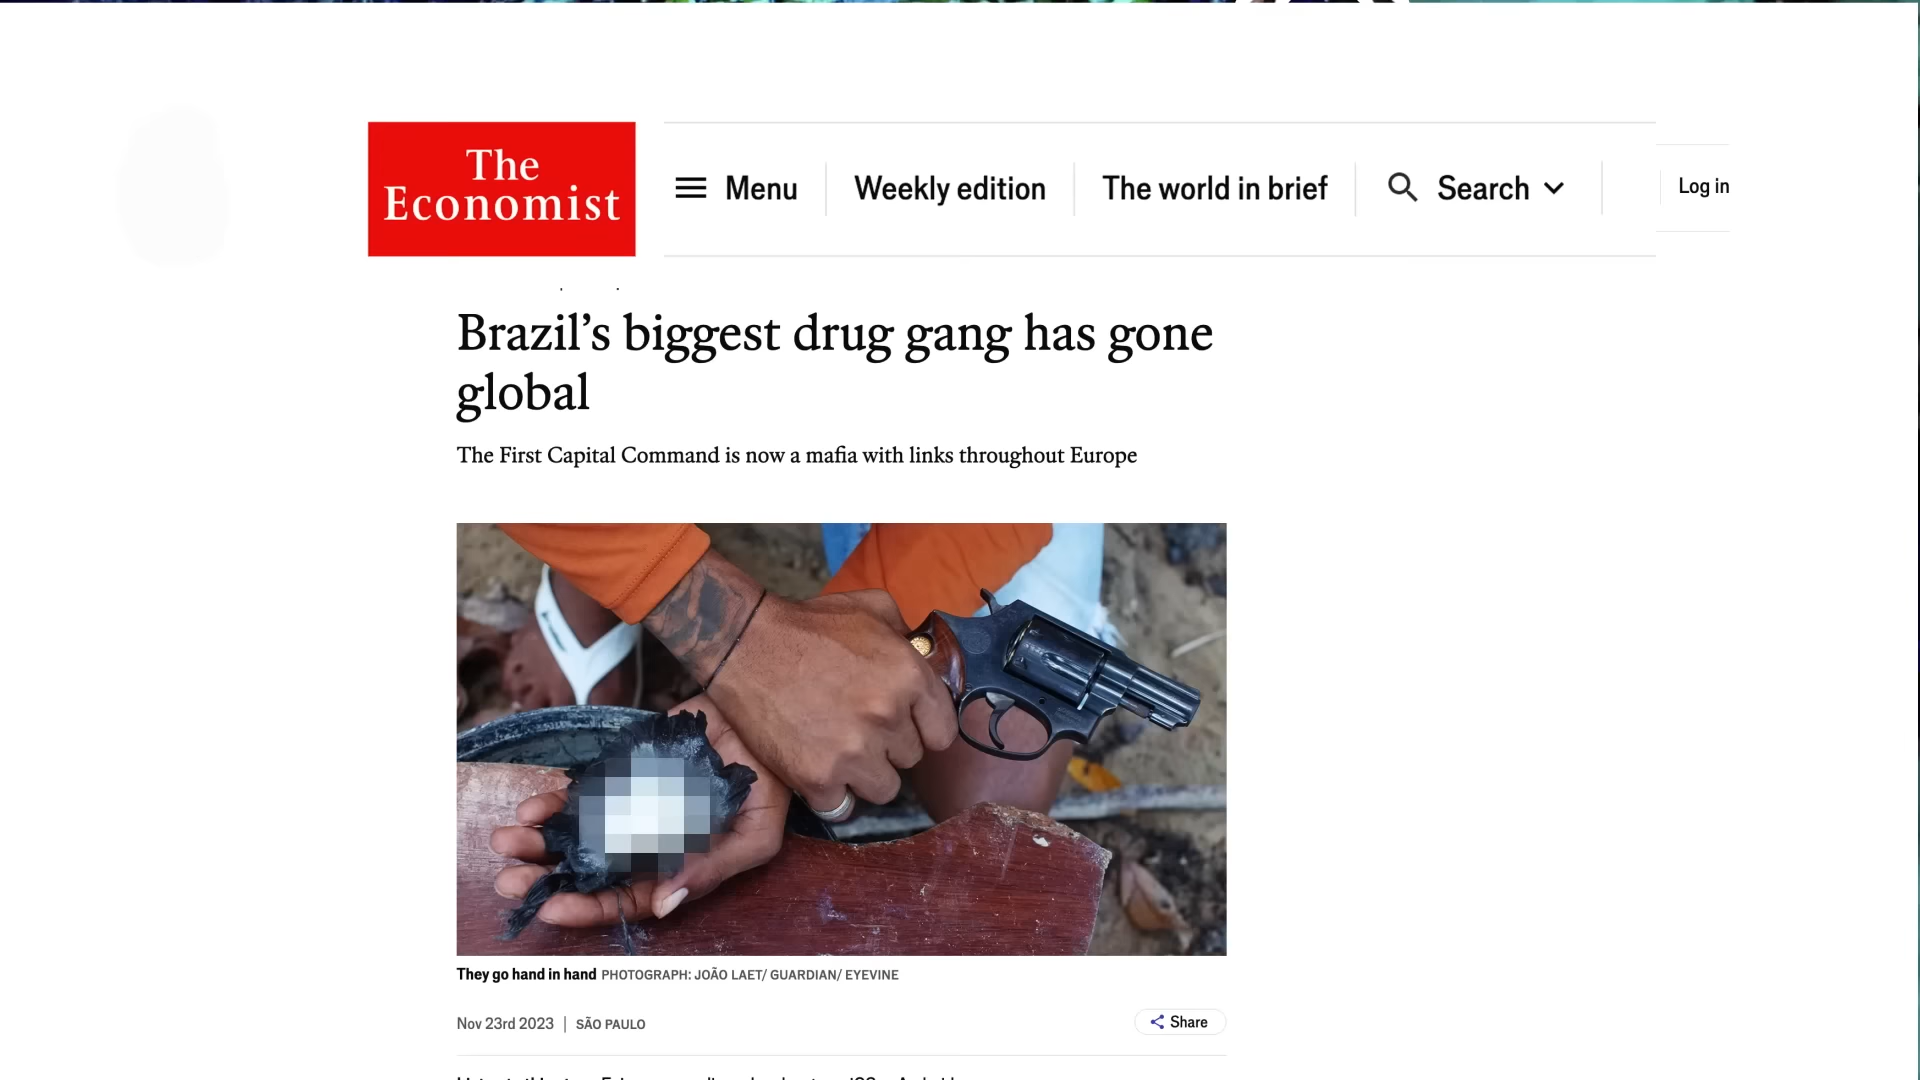 The
Economist
Menu
Weekly edition
The world in brief
Search
Log in
Brazil’s biggest drug gang has gone
global
The First Capital Command is now a mafia with links throughout Europe
They go hand in hand PHOTOGRAPH: JOÃO LAET/ GUARDIAN/ EYEVINE
Nov 23rd 2023 | SÃO PAULO
Share